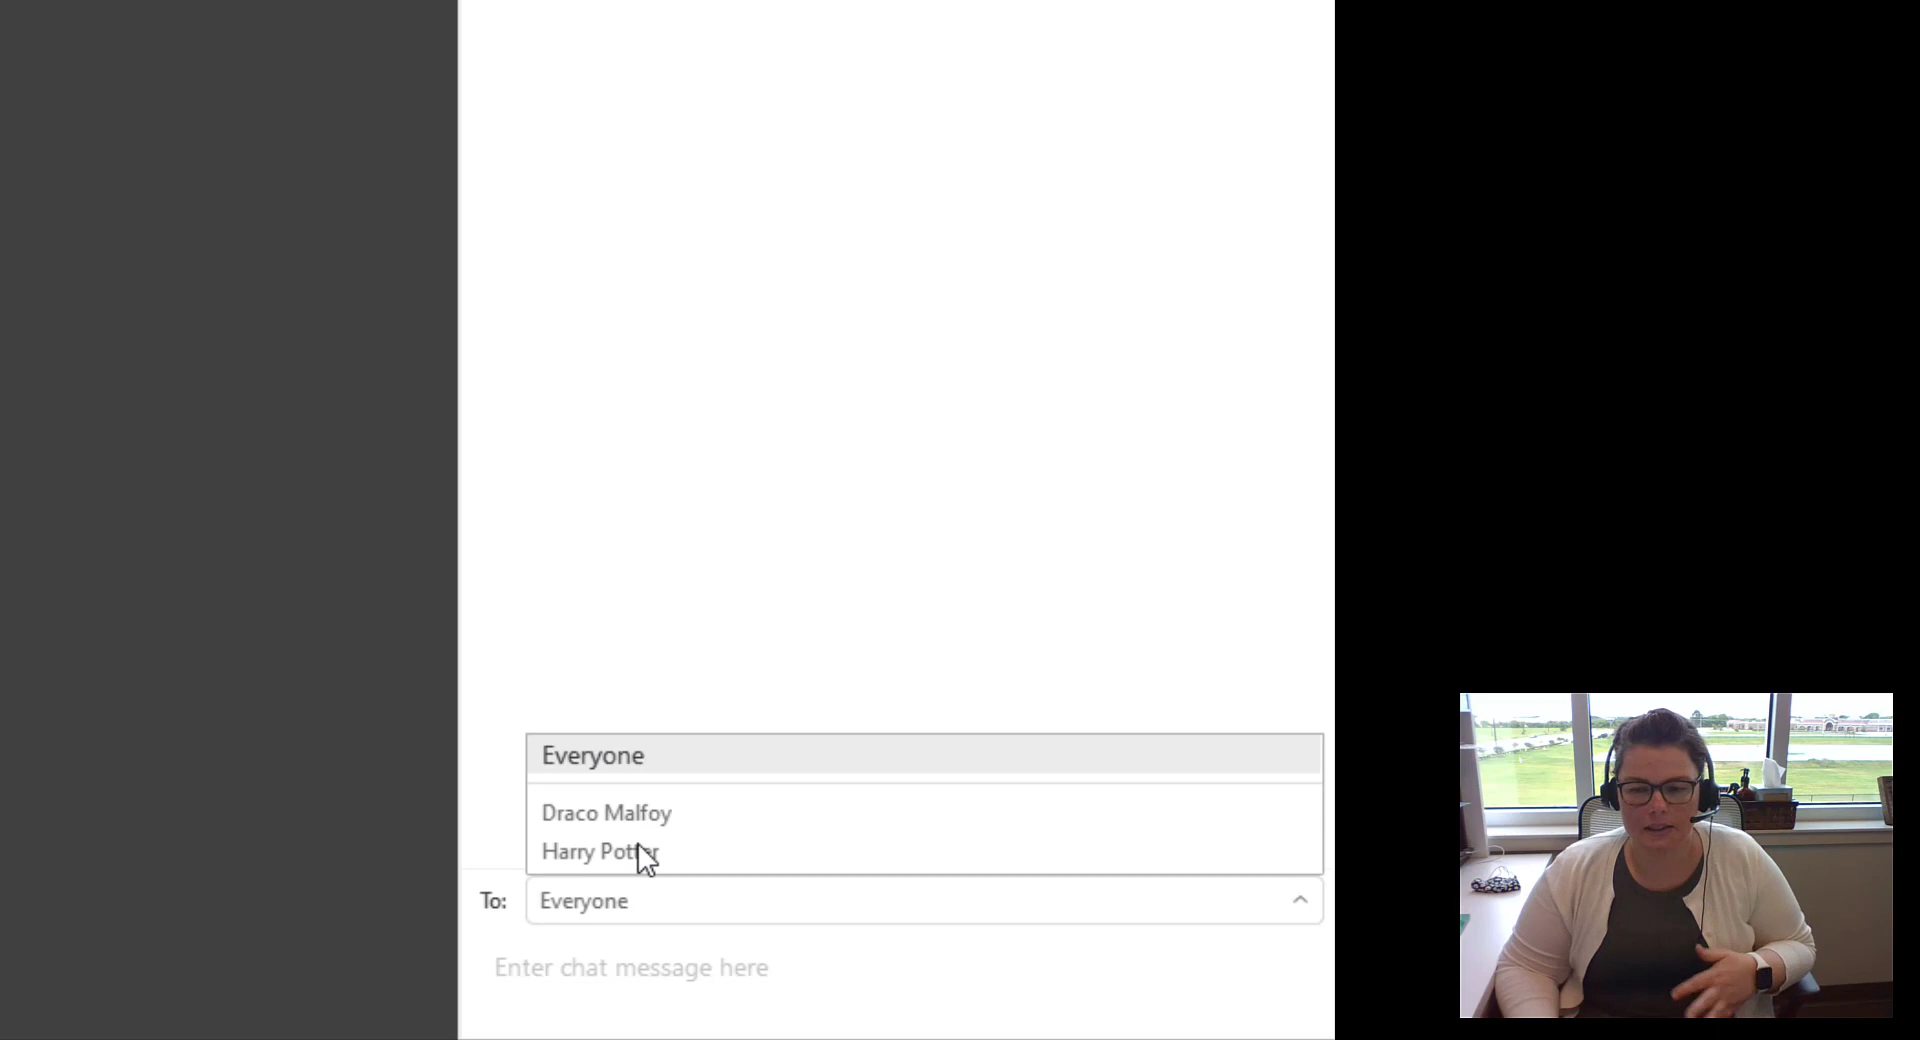 Everyone
Draco Malfoy
Harry Potter
To: Everyone
Enter chat message here